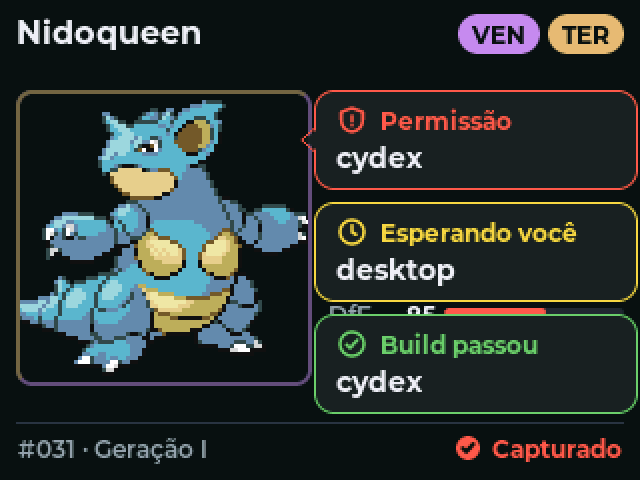 Nidoqueen
VEN TER
Permissão
cydex
Esperando você
desktop
Build passou
cydex
#031 · Geração I
Capturado